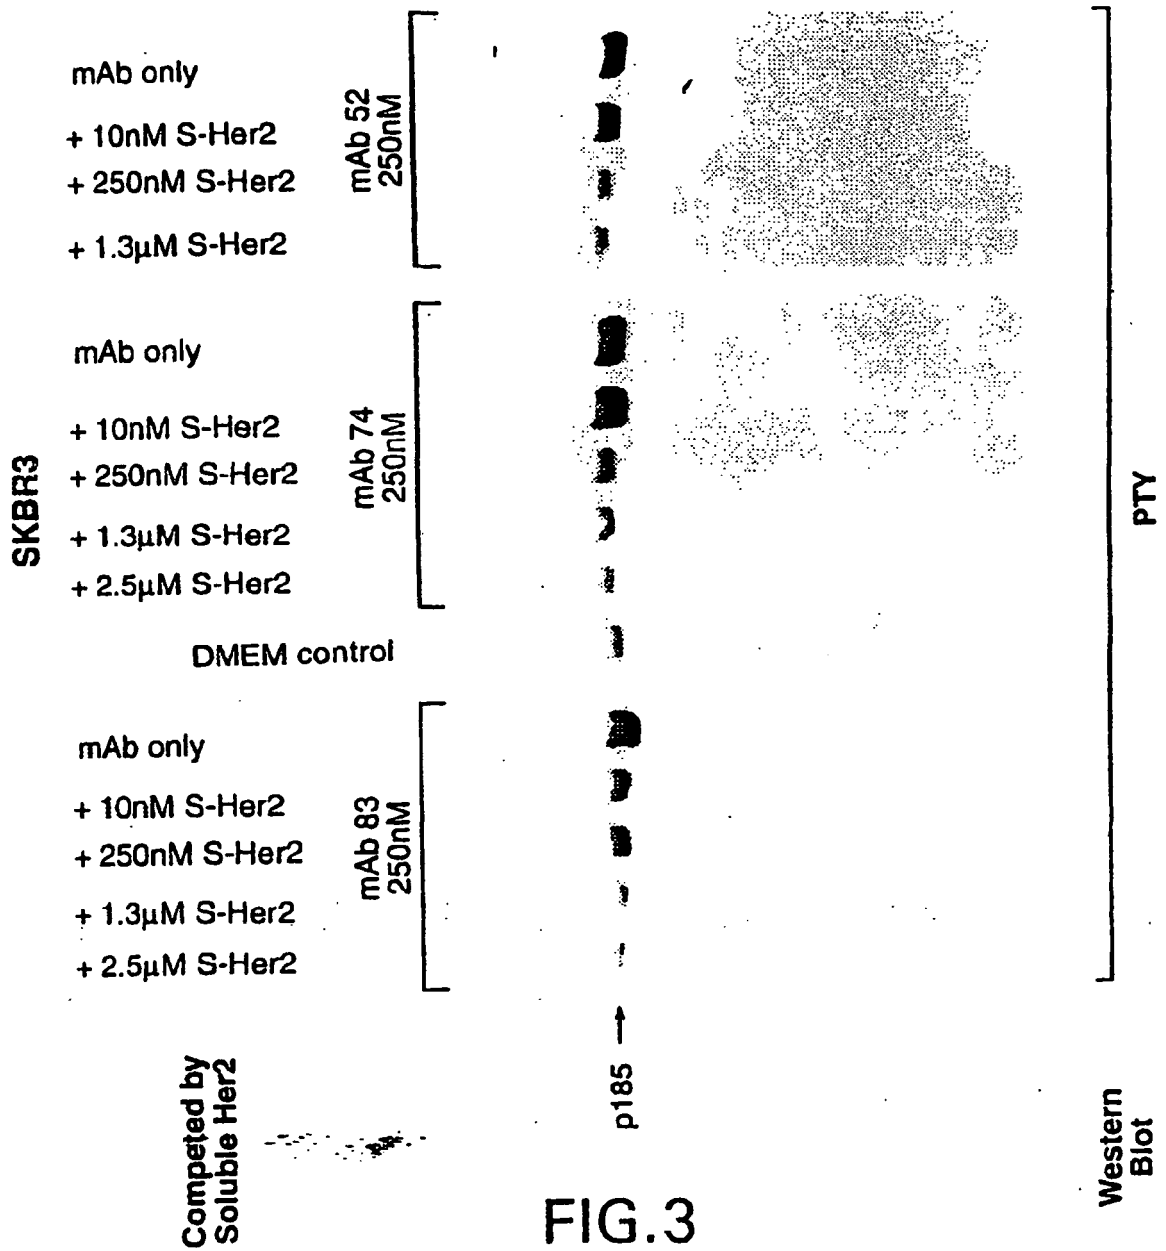 SKBR3
mAb only
+ 10nM S-Her2
+ 250nM S-Her2
+ 1.3µM S-Her2
mAb 52
250nM
mAb only
+ 10nM S-Her2
+ 250nM S-Her2
+ 1.3µM S-Her2
+ 2.5µM S-Her2
mAb 74
250nM
DMEM control
mAb only
+ 10nM S-Her2
+ 250nM S-Her2
+ 1.3µM S-Her2
+ 2.5µM S-Her2
mAb 83
250nM
PTY
Competed by
Soluble Her2
p185 →
Western
Blot
FIG.3